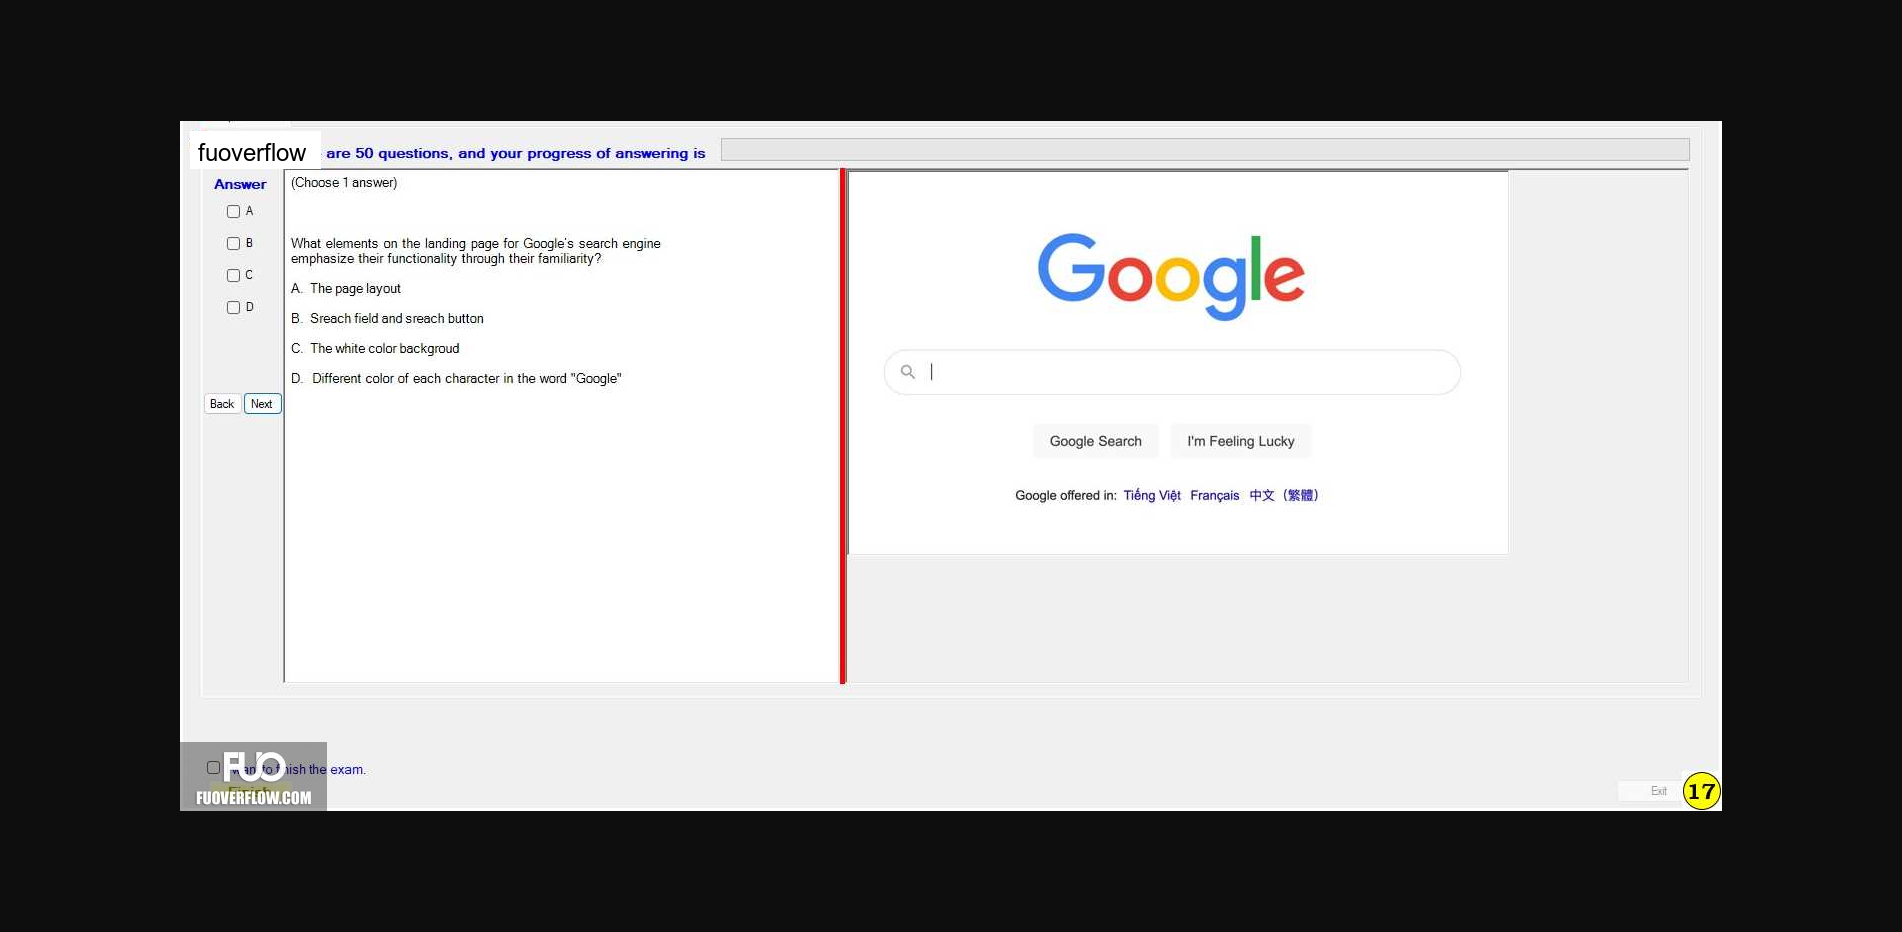 fuoverflow are 50 questions, and your progress of answering is
Answer
A
B
C
D
Back Next
(Choose 1 answer)
What elements on the landing page for Google's search engine
emphasize their functionality through their familiarity?
A. The page layout
B. Sreach field and sreach button
C. The white color backgroud
D. Different color of each character in the word "Google"
Google
Google Search I'm Feeling Lucky
Google offered in: Tiếng Việt Français 中文（繁體）
FUO
FUOVERFLOW.COM
to finish the exam.
Finish
Exit
17